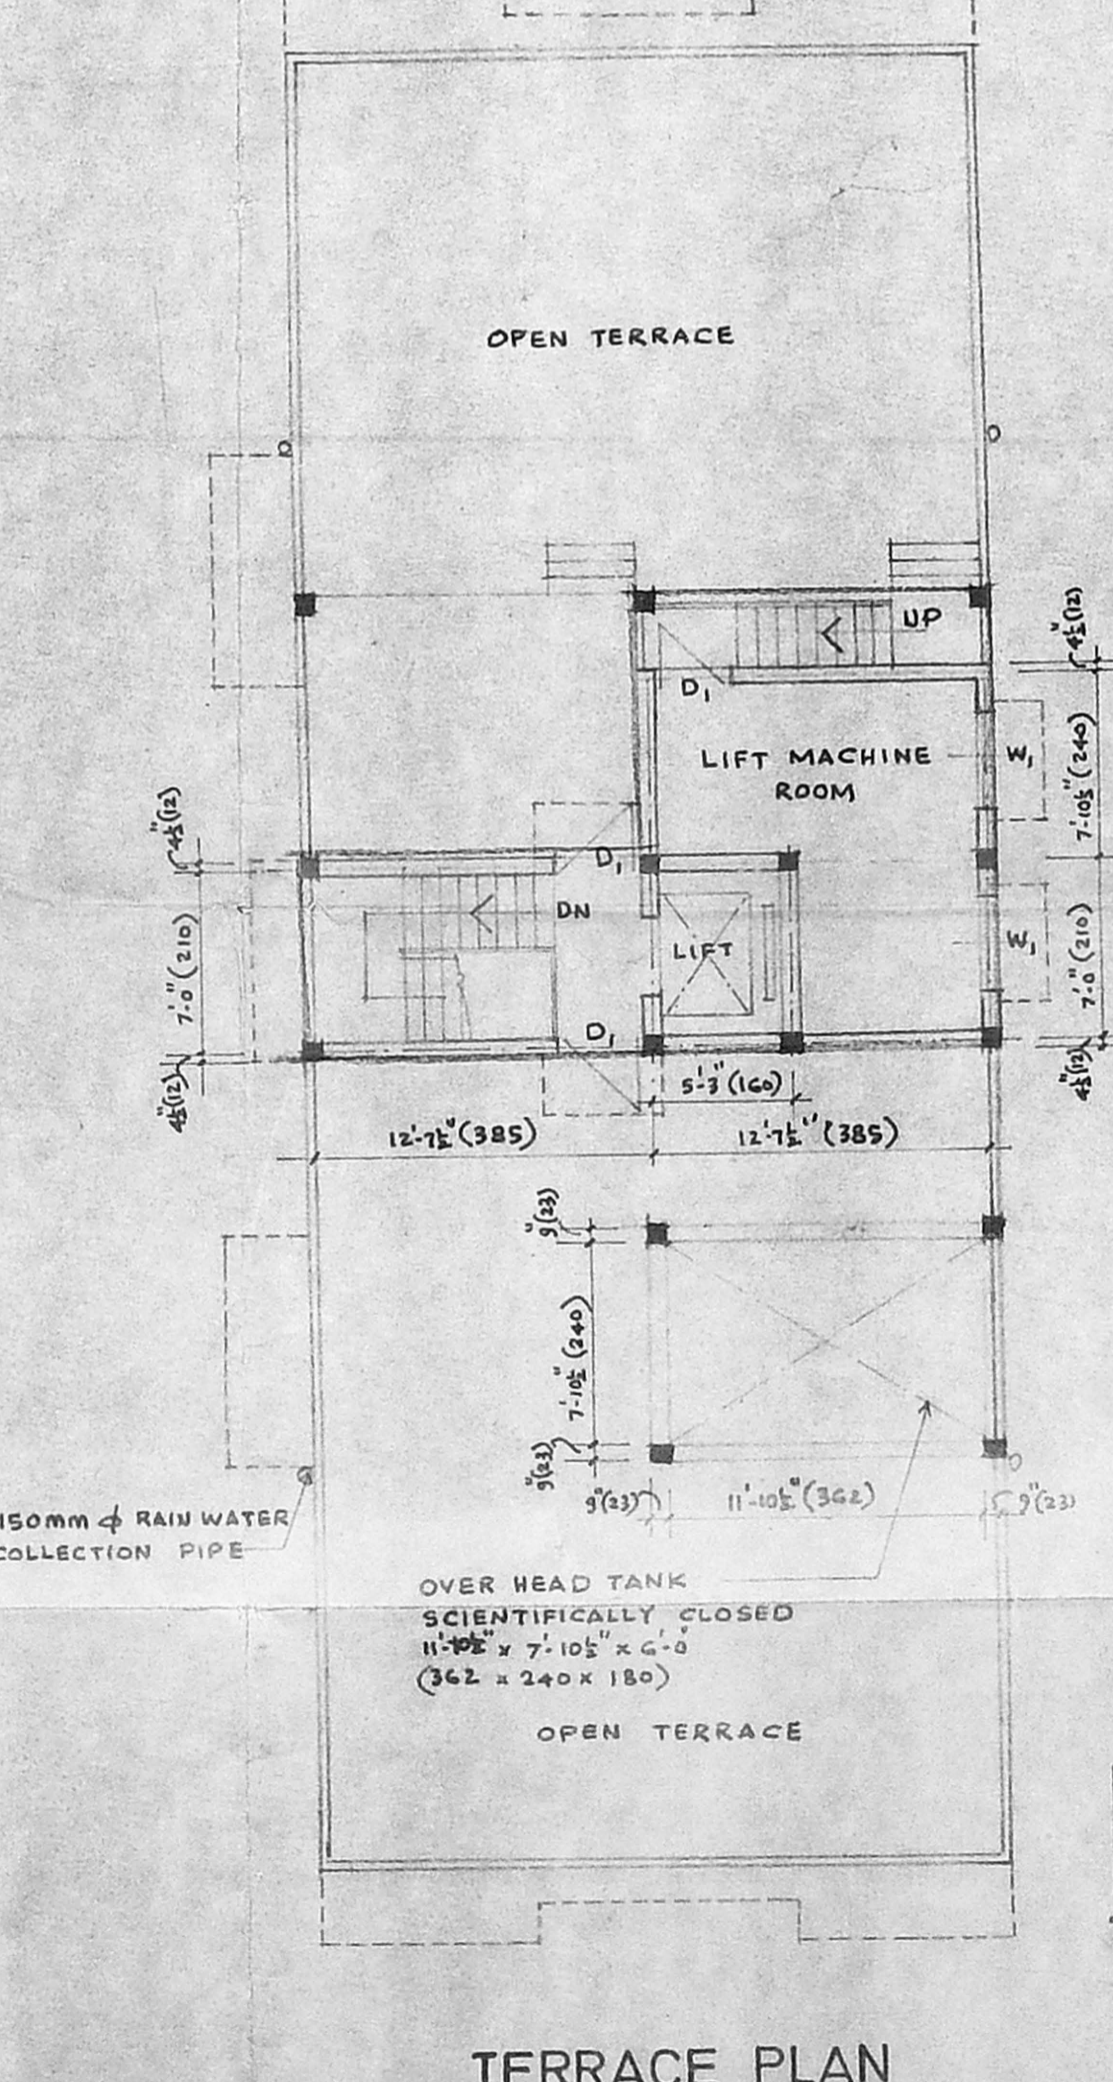 OPEN TERRACE
UP
4½"(12)
D1
LIFT MACHINE
ROOM
W1
7'-10½"(240)
4½"(12)
D1
DN
LIFT
W1
7'-0"(210)
7'-0"(210)
D1
4½"(12)
4½"(12)
5'-3"(160)
12'-7½"(385)
12'-7½"(385)
9"(23)
7'-10½"(240)
9"(23)
9"(23)
11'-10½"(362)
9"(23)
150mm φ RAIN WATER
COLLECTION PIPE
OVER HEAD TANK
SCIENTIFICALLY CLOSED
11'-10½" x 7'-10½" x 6'-0"
(362 x 240 x 180)
OPEN TERRACE
TERRACE PLAN